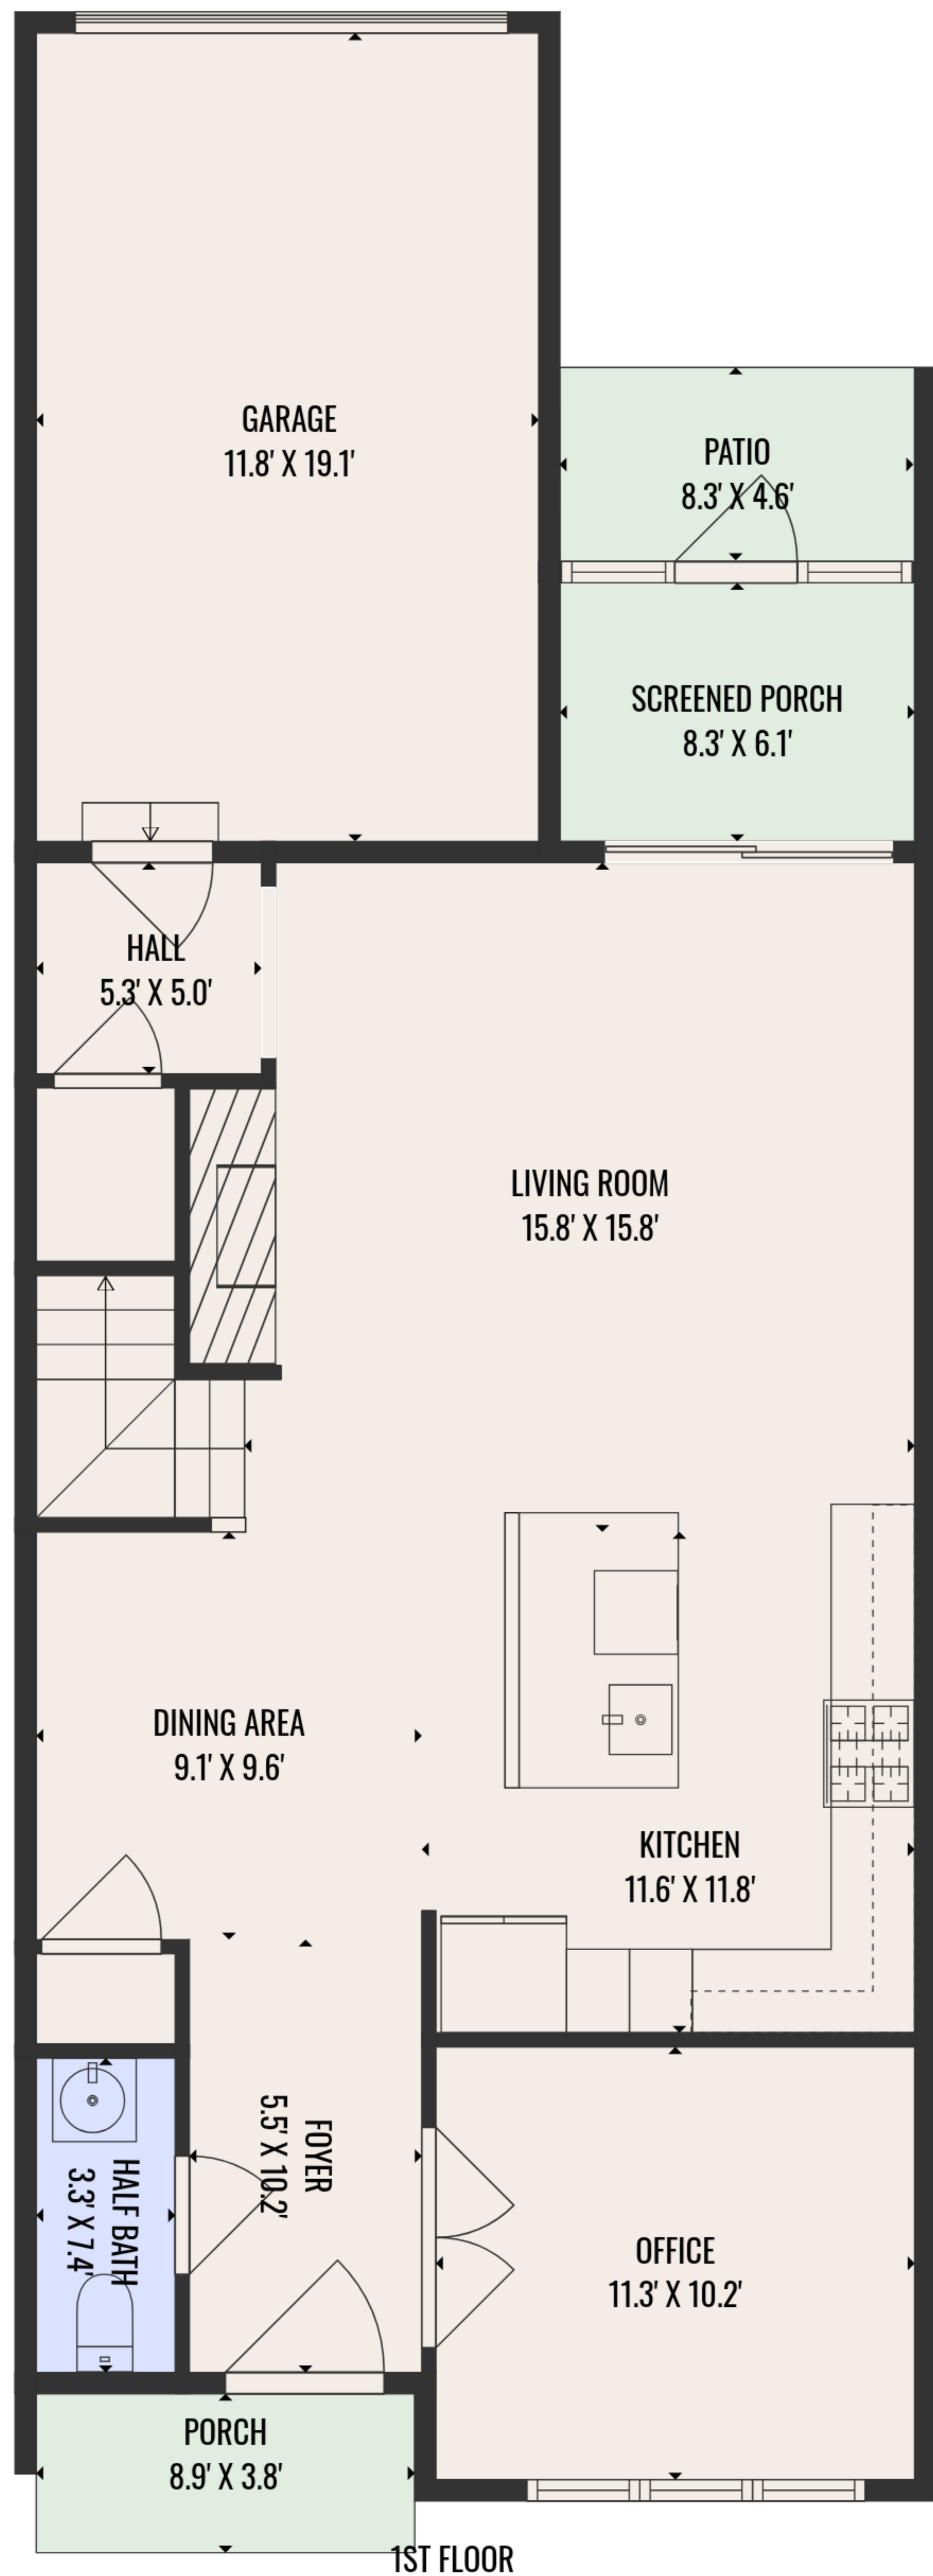 GARAGE
11.8' X 19.1'
PATIO
8.3' X 4.6'
SCREENED PORCH
8.3' X 6.1'
HALL
5.3' X 5.0'
LIVING ROOM
15.8' X 15.8'
DINING AREA
9.1' X 9.6'
KITCHEN
11.6' X 11.8'
FOYER
5.5' X 10.2'
HALF BATH
3.3' X 7.4'
OFFICE
11.3' X 10.2'
PORCH
8.9' X 3.8'
1ST FLOOR